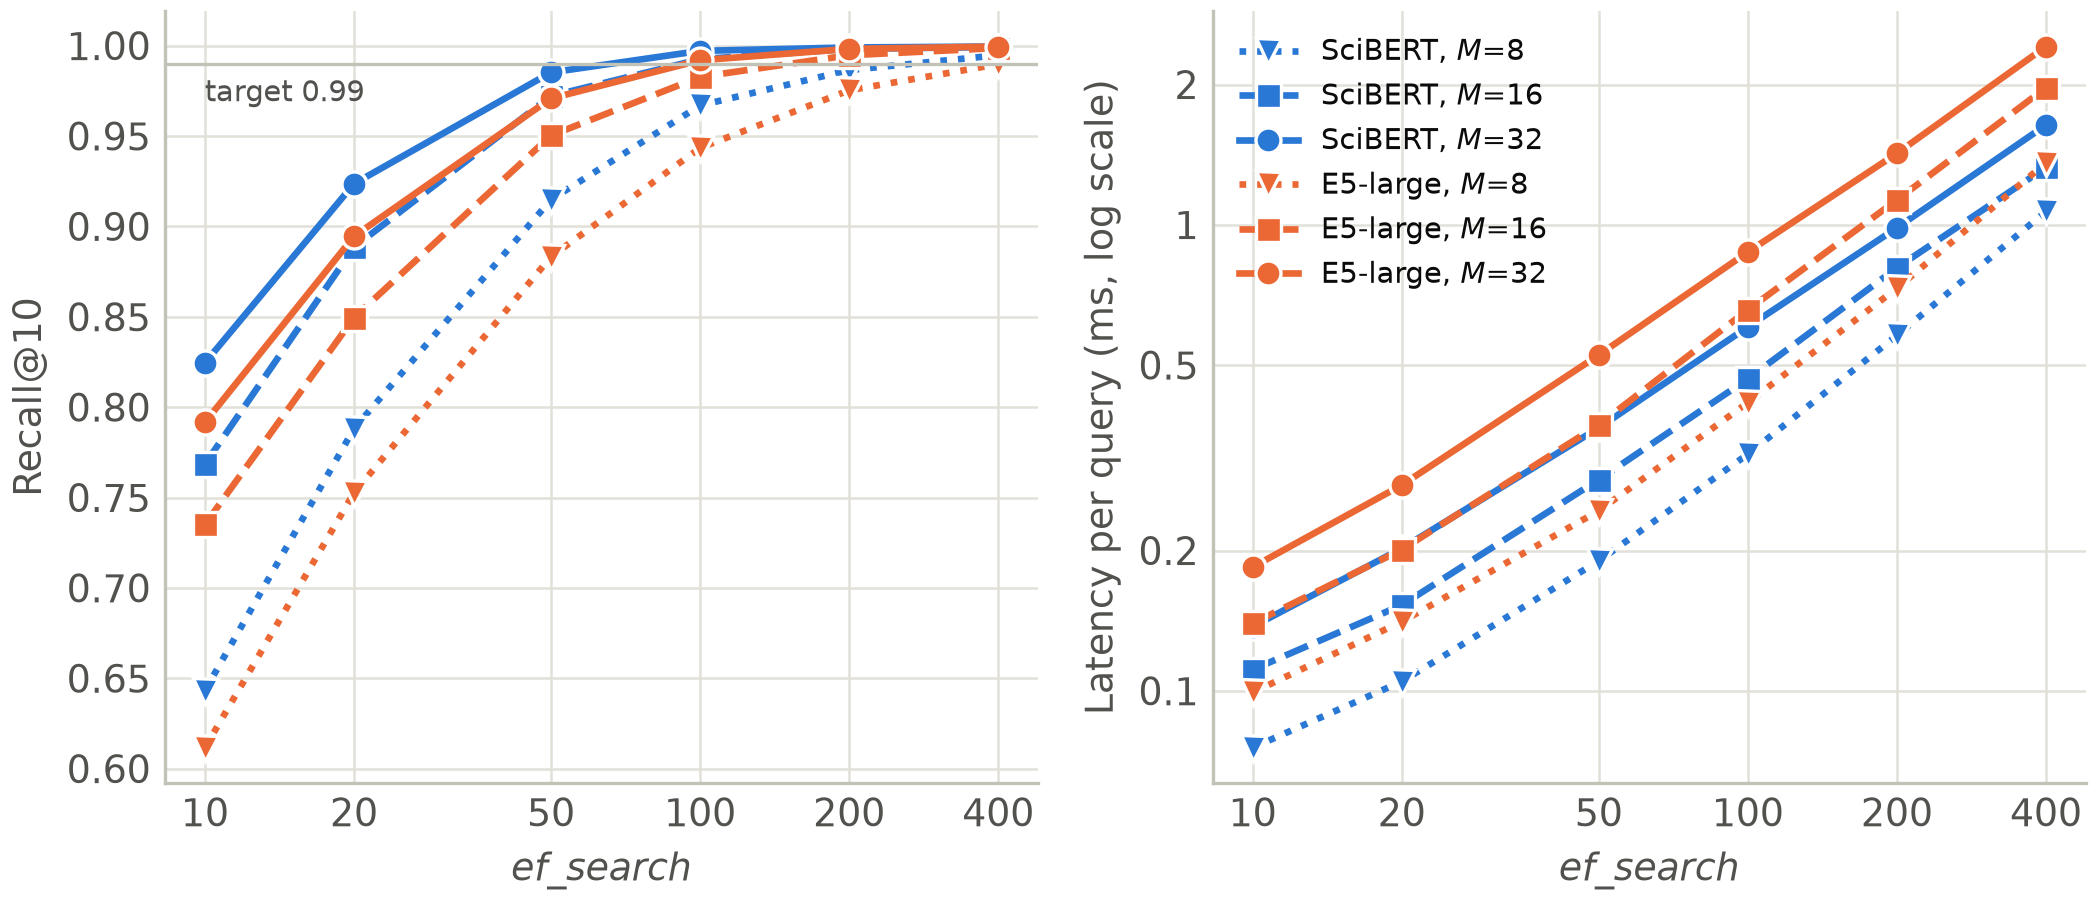 1.00
0.95
0.90
0.85
0.80
0.75
0.70
0.65
0.60
Recall@10
target 0.99
10 20 50 100 200 400
ef_search
2
1
0.5
0.2
0.1
Latency per query (ms, log scale)
SciBERT, M=8
SciBERT, M=16
SciBERT, M=32
E5-large, M=8
E5-large, M=16
E5-large, M=32
10 20 50 100 200 400
ef_search